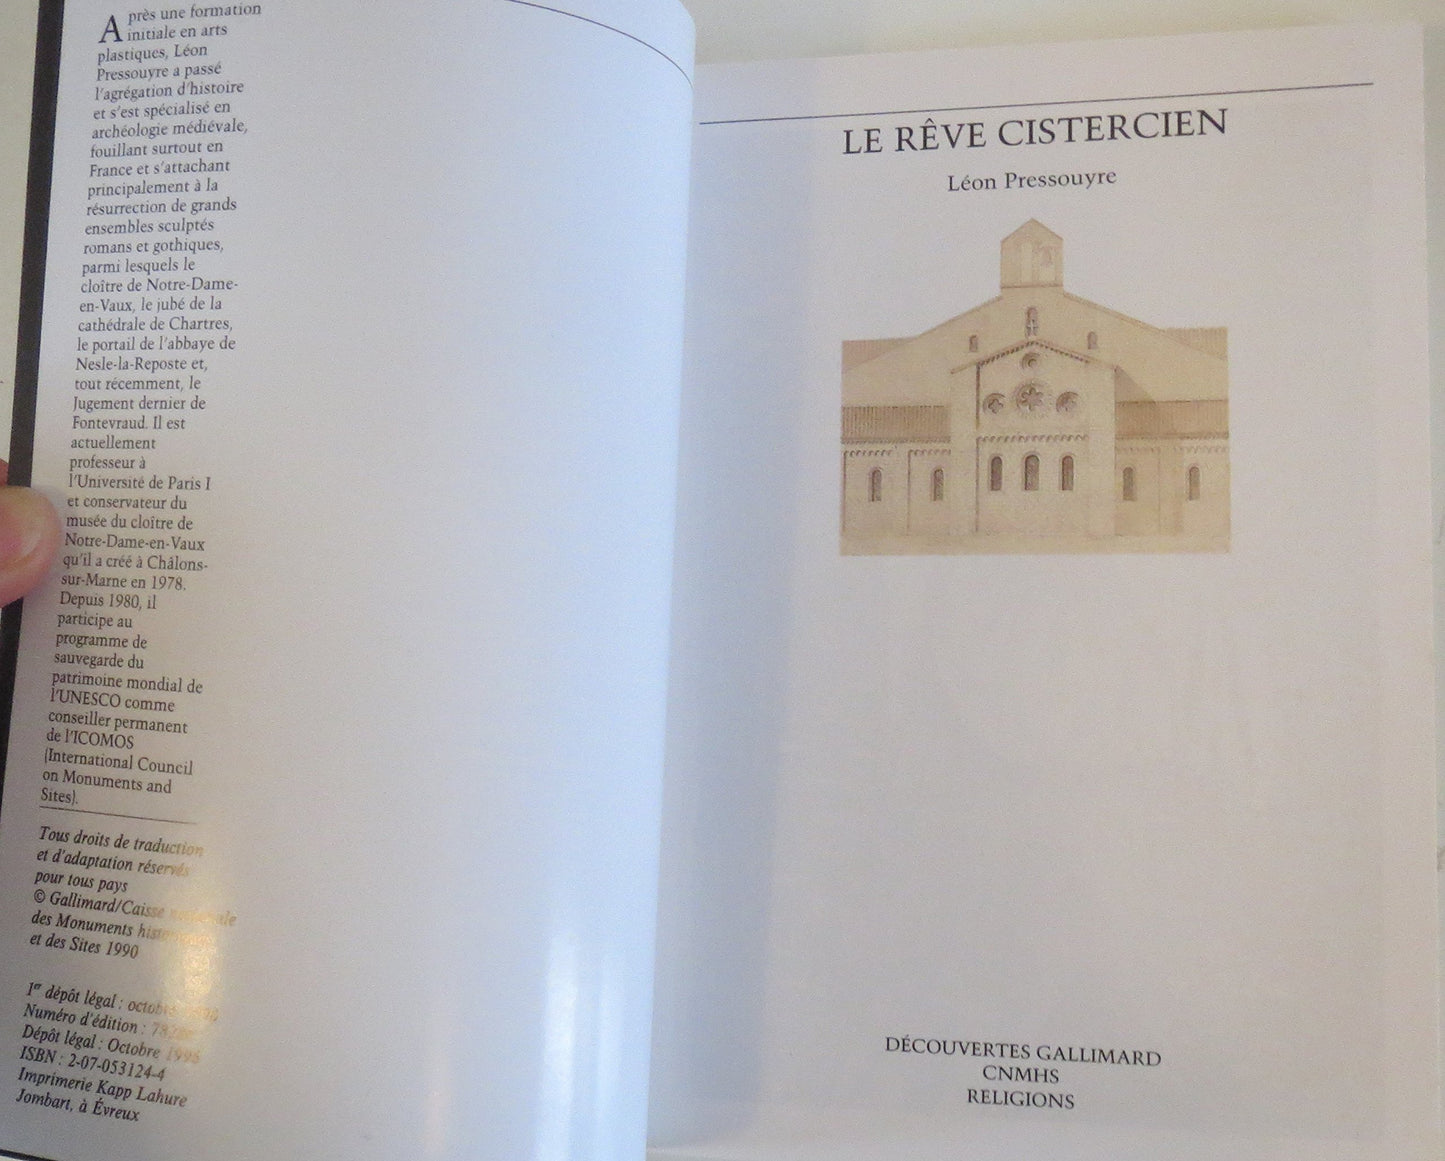 Après une formation
initiale en arts
plastiques, Léon
Pressouyre a passé
l'agrégation d'histoire
et s'est spécialisé en
archéologie médiévale,
fouillant surtout en
France et s'attachant
principalement à la
résurrection de grands
ensembles sculptés
romans et gothiques,
parmi lesquels le
cloître de Notre-Dame-
en-Vaux, le jubé de la
cathédrale de Chartres,
le portail de l'abbaye de
Nesle-la-Reposte et,
tout récemment, le
Jugement dernier de
Fontevraud. Il est
actuellement
professeur à
l'Université de Paris I
et conservateur du
musée du cloître de
Notre-Dame-en-Vaux
qu'il a créé à Châlons-
sur-Marne en 1978.
Depuis 1980, il
participe au
programme de
sauvegarde du
patrimoine mondial de
l'UNESCO comme
conseiller permanent
de l'ICOMOS
(International Council
on Monuments and
Sites).
Tous droits de traduction
et d'adaptation réservés
pour tous pays
© Gallimard/Caisse nationale
des Monuments historiques
et des Sites 1990
1er dépôt légal : octobre
Numéro d'édition :
Dépôt légal : Octobre
ISBN : 2-07-053124-4
Imprimerie Kapp Lahure
Jombart, à Évreux
LE RÊVE CISTERCIEN
Léon Pressouyre
DÉCOUVERTES GALLIMARD
CNMHS
RELIGIONS